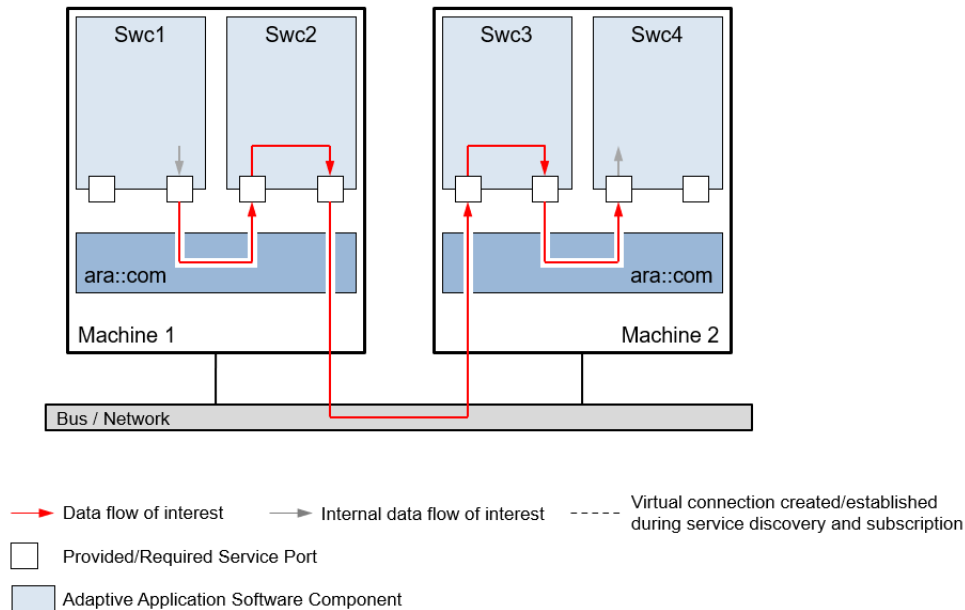 Swc1
Swc2
Swc3
Swc4
ara::com
ara::com
Machine 1
Machine 2
Bus / Network
Data flow of interest
Internal data flow of interest
Virtual connection created/established
during service discovery and subscription
Provided/Required Service Port
Adaptive Application Software Component